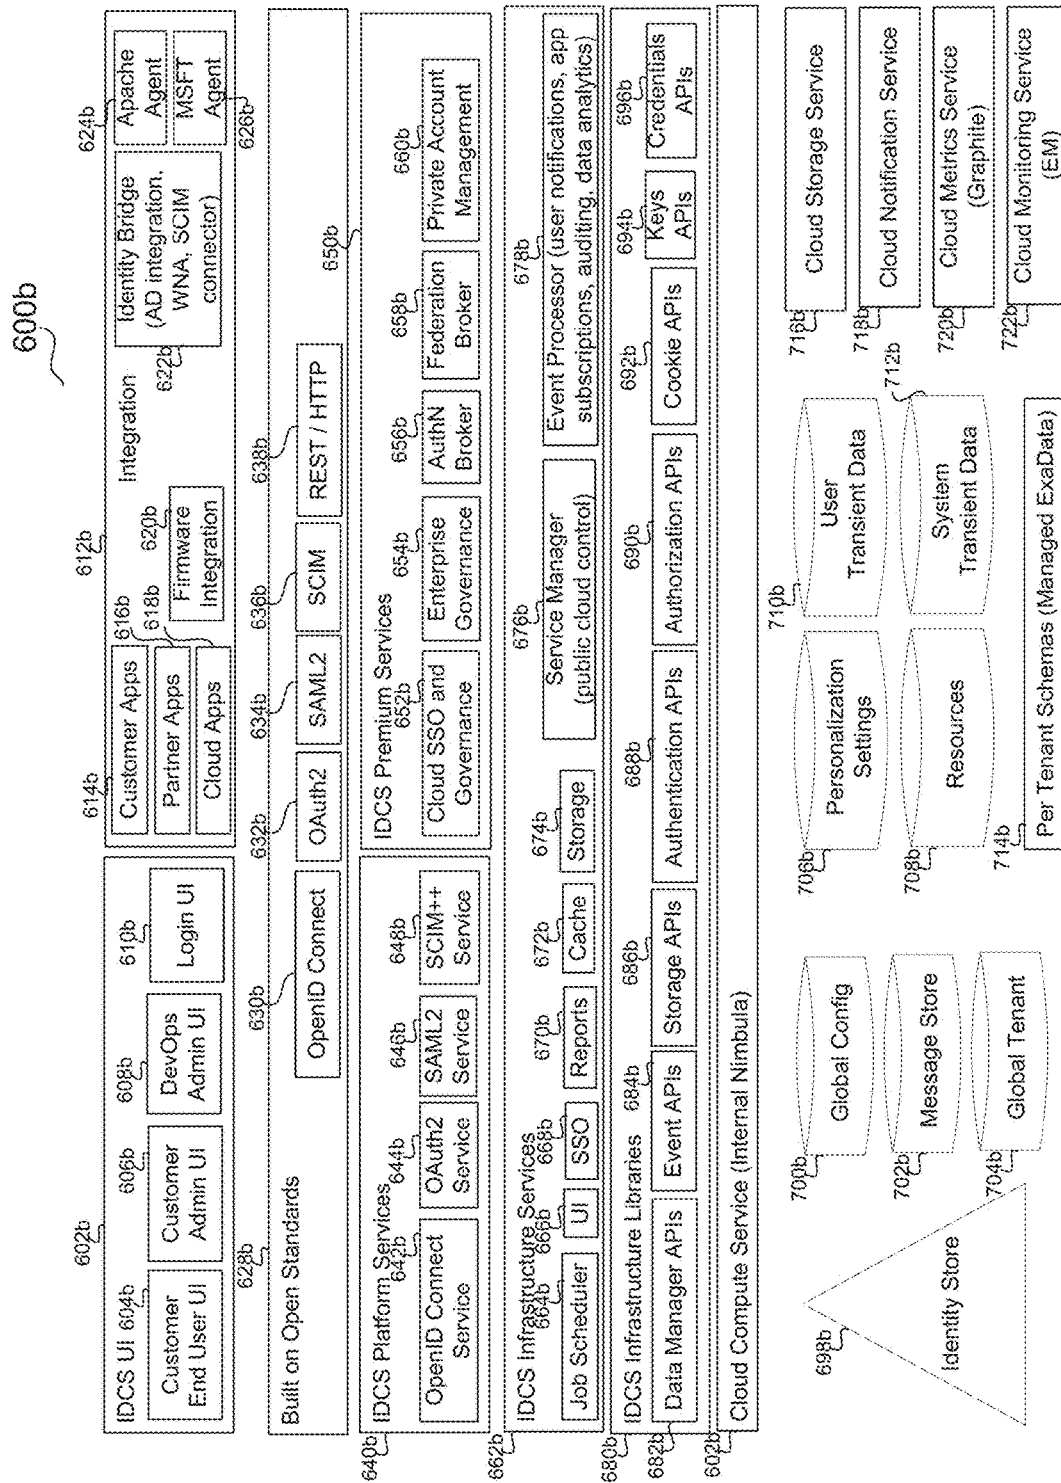 600b
602b
IDCS UI
604b
Customer
End User UI
606b
Customer
Admin UI
608b
DevOps
Admin UI
610b
Login UI
612b
614b
Customer Apps
616b
Partner Apps
618b
Cloud Apps
620b
Firmware
Integration
Integration
622b
Identity Bridge
(AD integration,
WNA, SCIM
connector)
624b
Apache
Agent
MSFT
Agent
626b
628b
Built on Open Standards
630b
OpenID Connect
632b
OAuth2
634b
SAML2
636b
SCIM
638b
REST / HTTP
640b
IDCS Platform Services
642b
OpenID Connect
Service
644b
OAuth2
Service
646b
SAML2
Service
648b
SCIM++
Service
650b
IDCS Premium Services
652b
Cloud SSO and
Governance
654b
Enterprise
Governance
656b
AuthN
Broker
658b
Federation
Broker
660b
Private Account
Management
662b
IDCS Infrastructure Services
664b
Job Scheduler
666b
UI
668b
SSO
670b
Reports
672b
Cache
674b
Storage
676b
Service Manager
(public cloud control)
678b
Event Processor (user notifications, app
subscriptions, auditing, data analytics)
680b
IDCS Infrastructure Libraries
682b
Data Manager APIs
684b
Event APIs
686b
Storage APIs
688b
Authentication APIs
690b
Authorization APIs
692b
Cookie APIs
694b
Keys
APIs
696b
Credentials
APIs
602b
Cloud Compute Service (Internal Nimbula)
698b
Identity Store
700b
Global Config
702b
Message Store
704b
Global Tenant
706b
Personalization
Settings
708b
Resources
710b
User
Transient Data
712b
System
Transient Data
714b
Per Tenant Schemas (Managed ExaData)
716b
Cloud Storage Service
718b
Cloud Notification Service
720b
Cloud Metrics Service
(Graphite)
722b
Cloud Monitoring Service
(EM)